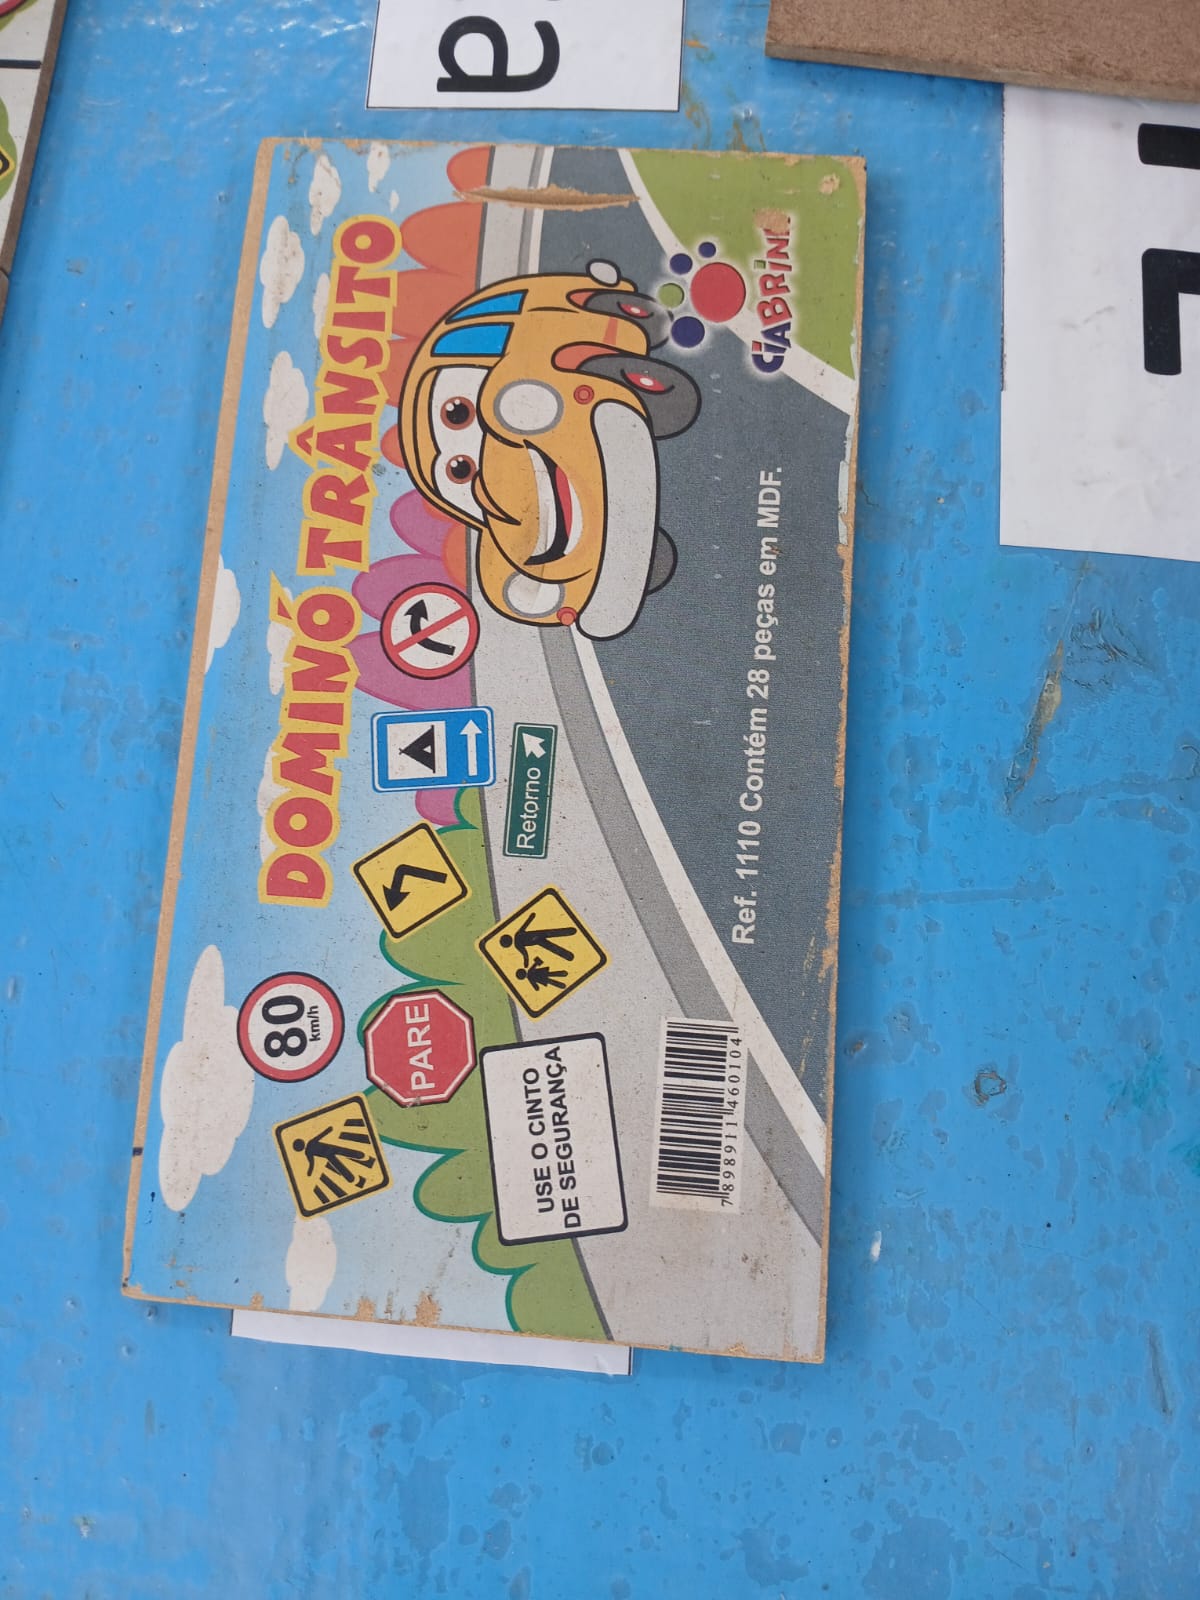 DOMINÓ TRÂNSITO
CIABRINK
80
km/h
PARE
Retorno
USE O CINTO
DE SEGURANÇA
Ref. 1110 Contém 28 peças em MDF.
7898911460104
a